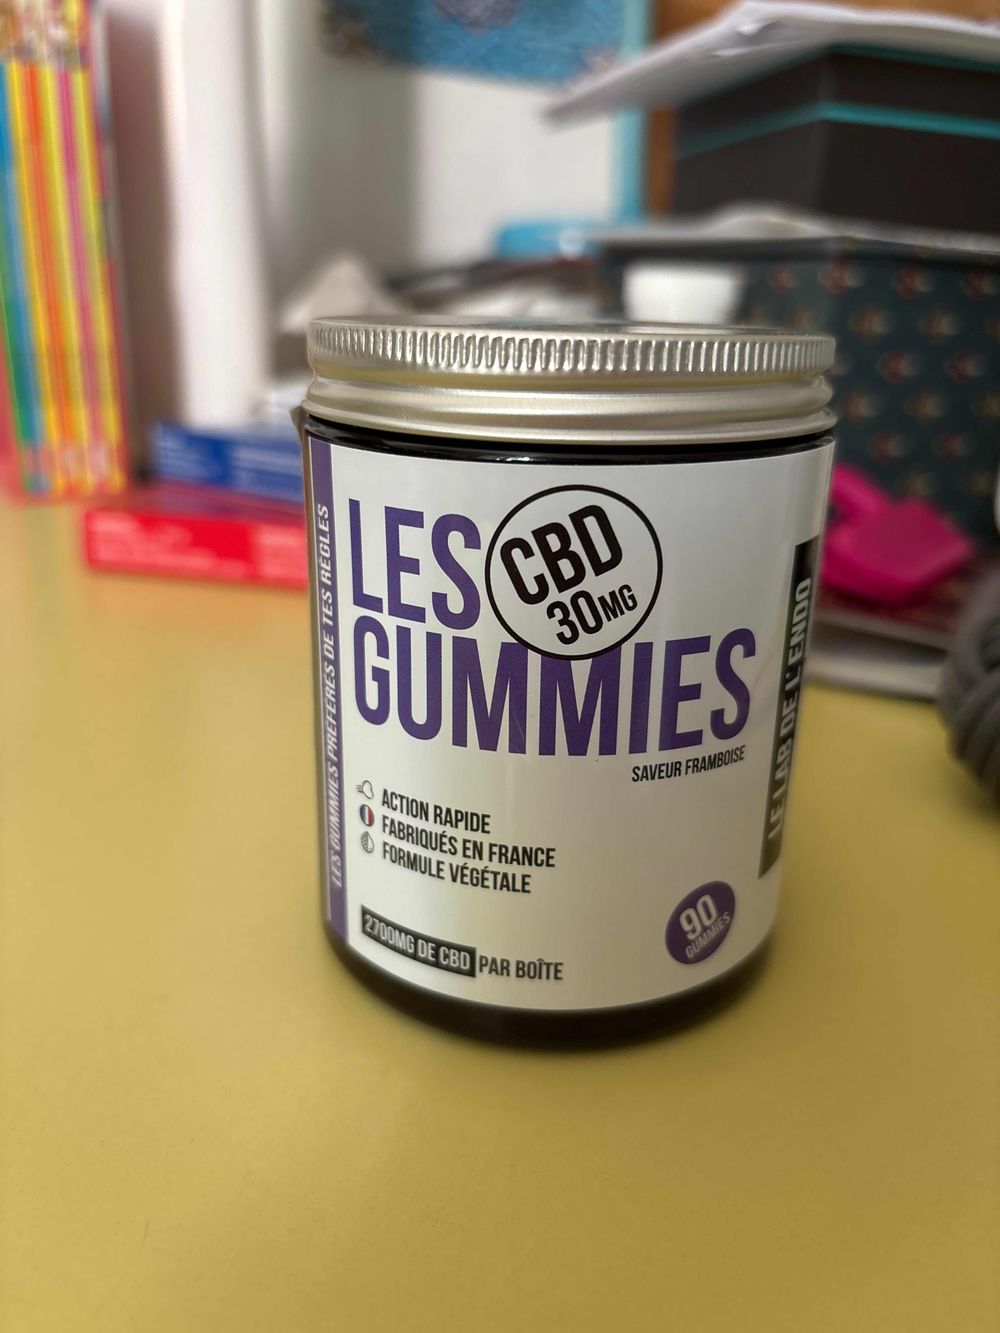 LES
CBD
30MG
GUMMIES
SAVEUR FRAMBOISE
ACTION RAPIDE
FABRIQUÉS EN FRANCE
FORMULE VÉGÉTALE
2700MG DE CBD PAR BOÎTE
90
GUMMIES
LES GUMMIES PRÉFÉRÉS DE TES RÈGLES
LE LAB DE L'ENDO